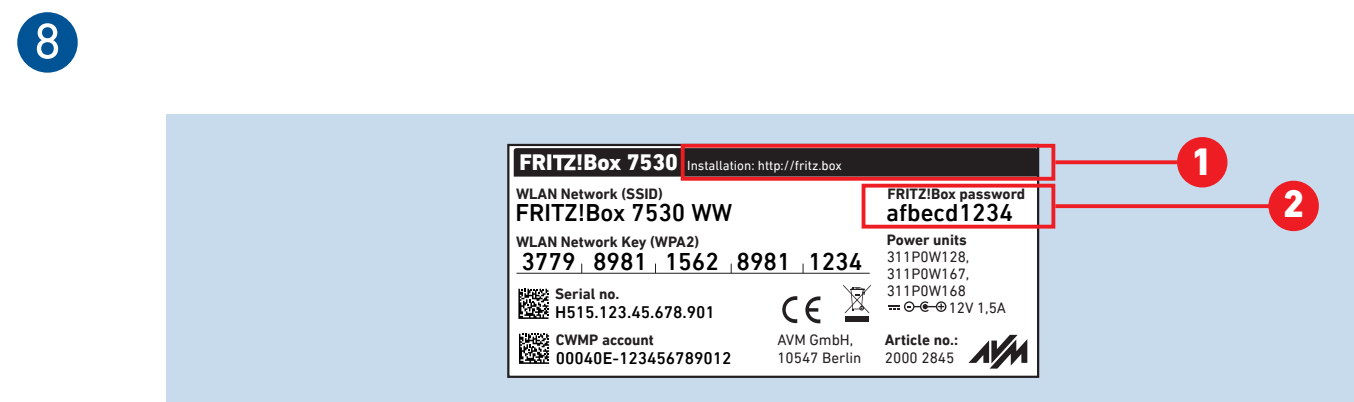 8
FRITZ!Box 7530 Installation: http://fritz.box
1
WLAN Network (SSID)
FRITZ!Box 7530 WW
FRITZ!Box password
afbecd1234
2
WLAN Network Key (WPA2)
3779 8981 1562 8981 1234
Power units
311P0W128,
311P0W167,
311P0W168
12V 1,5A
Serial no.
H515.123.45.678.901
CE
CWMP account
00040E-123456789012
AVM GmbH,
10547 Berlin
Article no.:
2000 2845
AVM